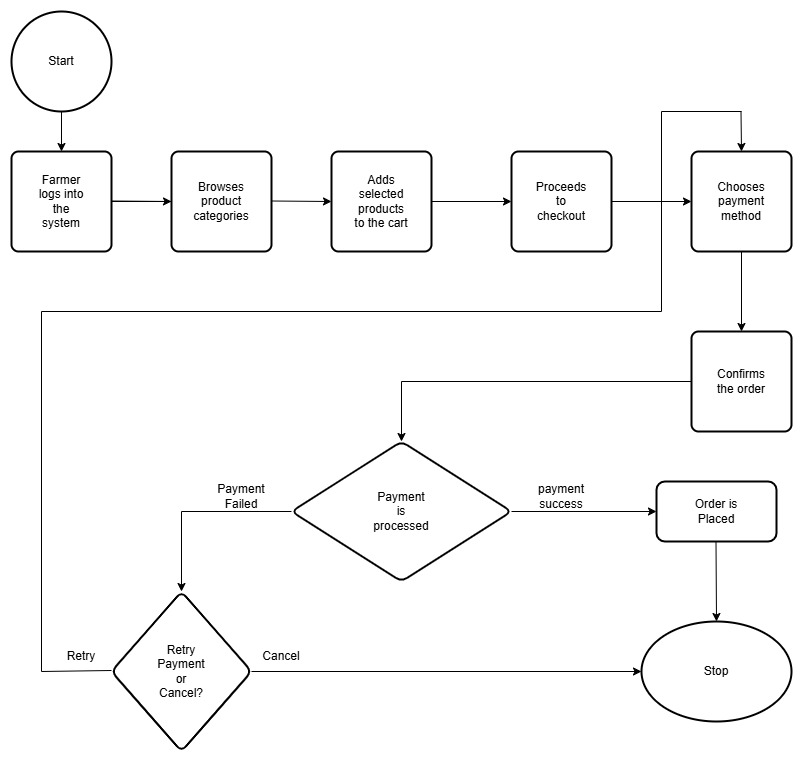 Start
Farmer
logs into
the
system
Browses
product
categories
Adds
selected
products
to the cart
Proceeds
to
checkout
Chooses
payment
method
Confirms
the order
Payment
is
processed
Payment
Failed
payment
success
Order is
Placed
Retry
Payment
or
Cancel?
Retry
Cancel
Stop